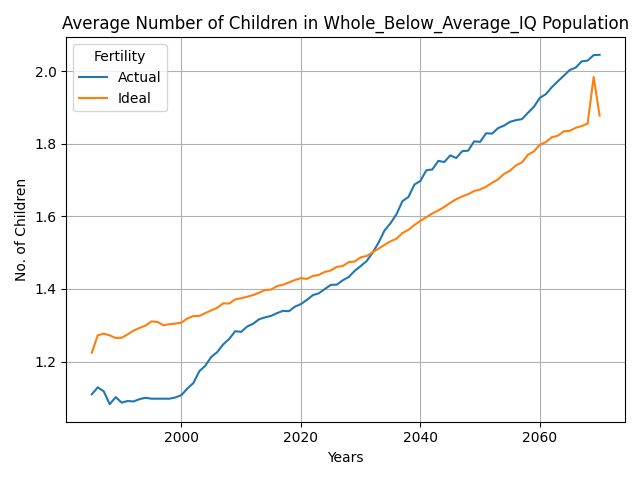 Average Number of Children in Whole_Below_Average_IQ Population
Fertility
Actual
Ideal
No. of Children
2.0
1.8
1.6
1.4
1.2
2000
2020
2040
2060
Years